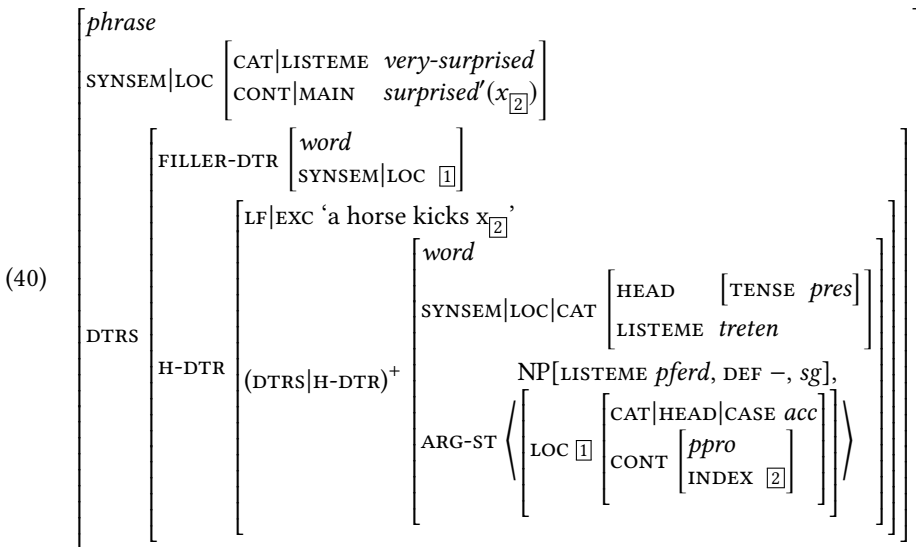 phrase
SYNSEM|LOC [CAT|LISTEME very-surprised
CONT|MAIN surprised′(x[2])]
FILLER-DTR [word
SYNSEM|LOC [1]]
LF|EXC ‘a horse kicks x[2]’
word
SYNSEM|LOC|CAT [HEAD [TENSE pres]
LISTEME treten]
(40)
DTRS
H-DTR
(DTRS|H-DTR)+
NP[LISTEME pferd, DEF −, sg],
ARG-ST ⟨[LOC [1] [CAT|HEAD|CASE acc
CONT [ppro
INDEX [2]]]]⟩